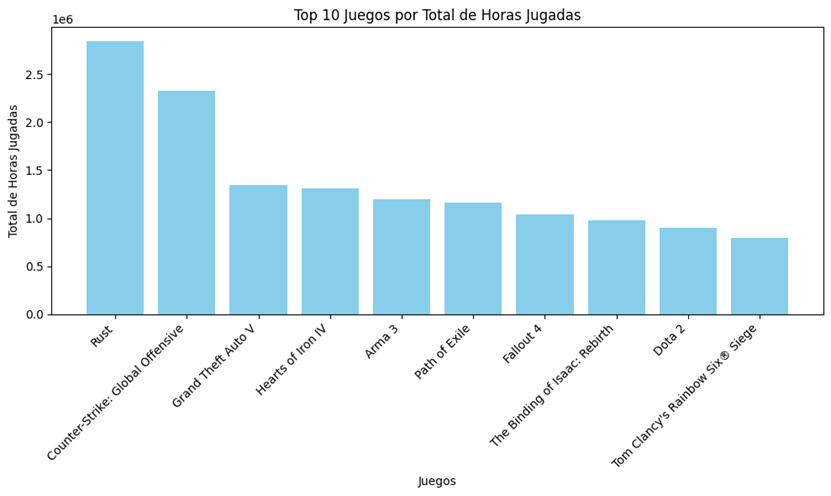 Top 10 Juegos por Total de Horas Jugadas
1e6
Total de Horas Jugadas
2.5
2.0
1.5
1.0
0.5
0.0
Rust
Counter-Strike: Global Offensive
Grand Theft Auto V
Hearts of Iron IV
Arma 3
Path of Exile
Fallout 4
The Binding of Isaac: Rebirth
Dota 2
Tom Clancy's Rainbow Six® Siege
Juegos